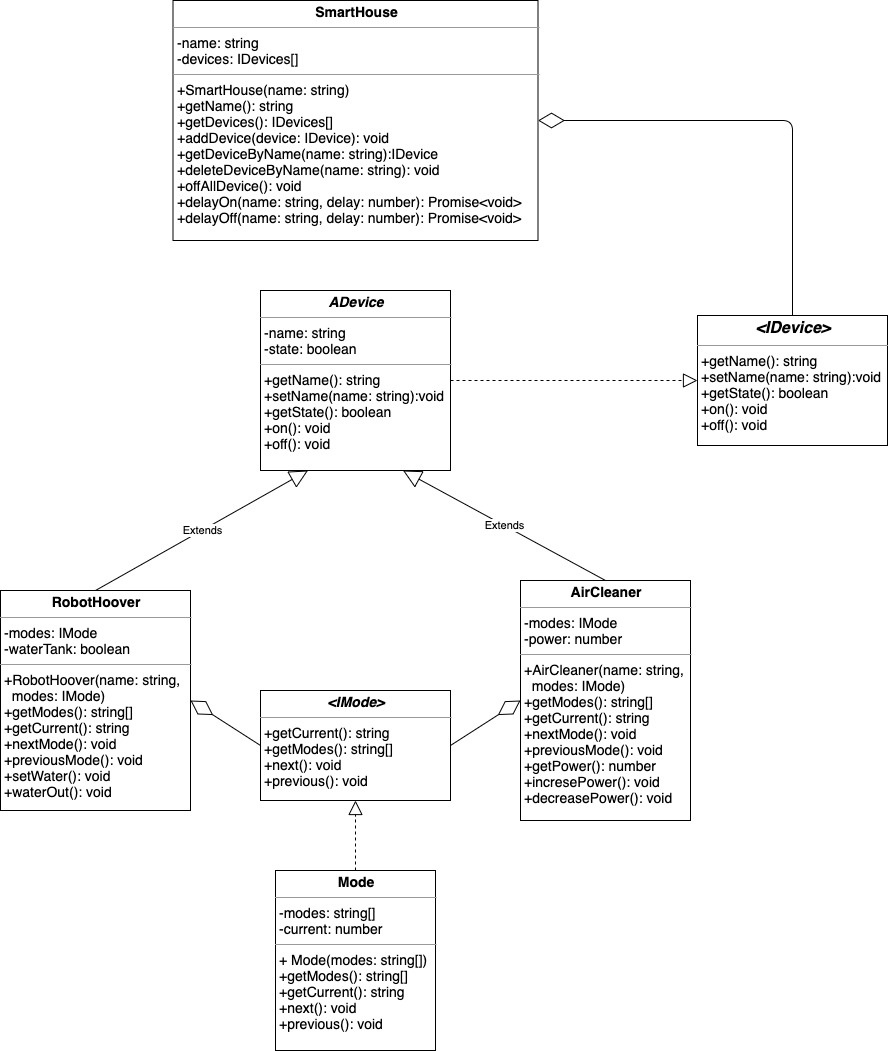 SmartHouse
-name: string
-devices: IDevices[]
+SmartHouse(name: string)
+getName(): string
+getDevices(): IDevices[]
+addDevice(device: IDevice): void
+getDeviceByName(name: string):IDevice
+deleteDeviceByName(name: string): void
+offAllDevice(): void
+delayOn(name: string, delay: number): Promise<void>
+delayOff(name: string, delay: number): Promise<void>
ADevice
-name: string
-state: boolean
+getName(): string
+setName(name: string):void
+getState(): boolean
+on(): void
+off(): void
<IDevice>
+getName(): string
+setName(name: string):void
+getState(): boolean
+on(): void
+off(): void
Extends
Extends
RobotHoover
-modes: IMode
-waterTank: boolean
+RobotHoover(name: string,
modes: IMode)
+getModes(): string[]
+getCurrent(): string
+nextMode(): void
+previousMode(): void
+setWater(): void
+waterOut(): void
<IMode>
+getCurrent(): string
+getModes(): string[]
+next(): void
+previous(): void
AirCleaner
-modes: IMode
-power: number
+AirCleaner(name: string,
modes: IMode)
+getModes(): string[]
+getCurrent(): string
+nextMode(): void
+previousMode(): void
+getPower(): number
+incresePower(): void
+decreasePower(): void
Mode
-modes: string[]
-current: number
+ Mode(modes: string[])
+getModes(): string[]
+getCurrent(): string
+next(): void
+previous(): void